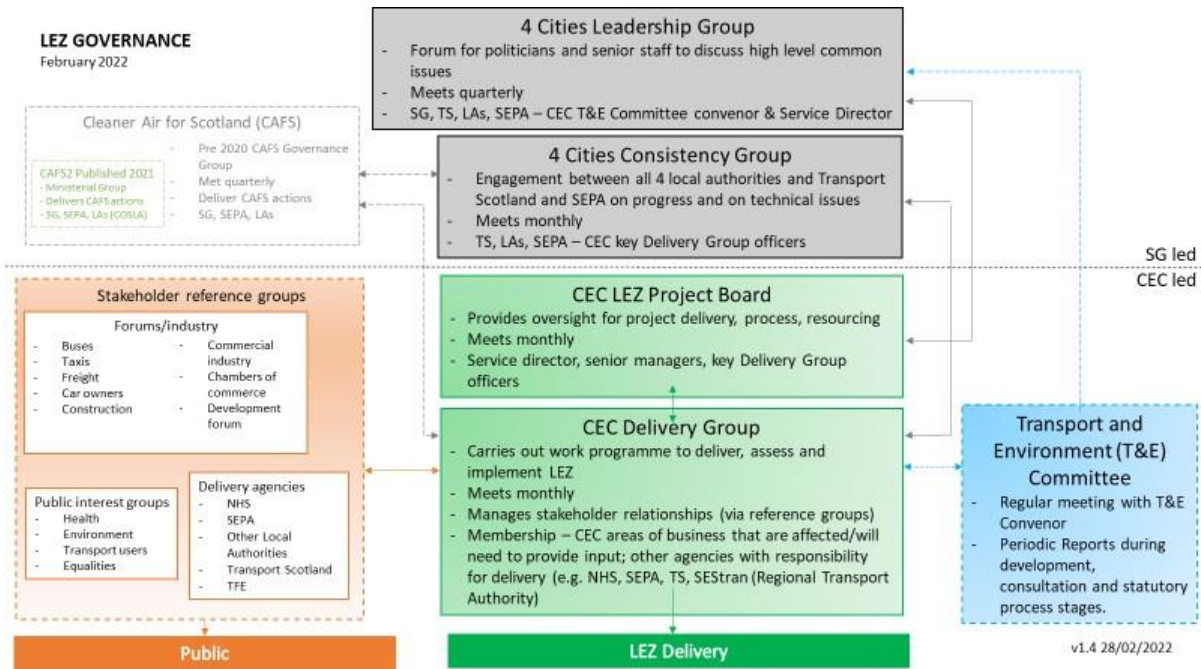 LEZ GOVERNANCE
February 2022
4 Cities Leadership Group
- Forum for politicians and senior staff to discuss high level common
issues
- Meets quarterly
- SG, TS, LAs, SEPA – CEC T&E Committee convenor & Service Director
Cleaner Air for Scotland (CAFS)
CAFS2 Published 2021
- Ministerial Group
- Delivers CAFS actions
- SG, SEPA, LAs (COSLA)
- Pre 2020 CAFS Governance
Group
- Met quarterly
- Deliver CAFS actions
- SG, SEPA, LAs
4 Cities Consistency Group
- Engagement between all 4 local authorities and Transport
Scotland and SEPA on progress and on technical issues
- Meets monthly
- TS, LAs, SEPA – CEC key Delivery Group officers
SG led
CEC led
Stakeholder reference groups
Forums/industry
- Buses
- Taxis
- Freight
- Car owners
- Construction
- Commercial
industry
- Chambers of
commerce
- Development
forum
Public interest groups
- Health
- Environment
- Transport users
- Equalities
Delivery agencies
- NHS
- SEPA
- Other Local
Authorities
- Transport Scotland
- TFE
Public
CEC LEZ Project Board
- Provides oversight for project delivery, process, resourcing
- Meets monthly
- Service director, senior managers, key Delivery Group
officers
CEC Delivery Group
- Carries out work programme to deliver, assess and
implement LEZ
- Meets monthly
- Manages stakeholder relationships (via reference groups)
- Membership – CEC areas of business that are affected/will
need to provide input; other agencies with responsibility
for delivery (e.g. NHS, SEPA, TS, SEStran (Regional Transport
Authority)
LEZ Delivery
Transport and
Environment (T&E)
Committee
- Regular meeting with T&E
Convenor
- Periodic Reports during
development,
consultation and statutory
process stages.
v1.4 28/02/2022